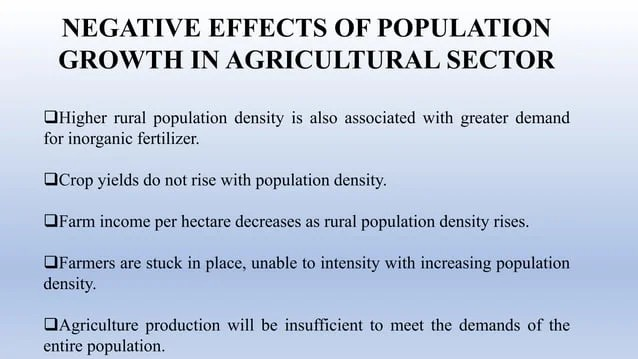 NEGATIVE EFFECTS OF POPULATION
GROWTH IN AGRICULTURAL SECTOR
❑Higher rural population density is also associated with greater demand
for inorganic fertilizer.
❑Crop yields do not rise with population density.
❑Farm income per hectare decreases as rural population density rises.
❑Farmers are stuck in place, unable to intensity with increasing population
density.
❑Agriculture production will be insufficient to meet the demands of the
entire population.